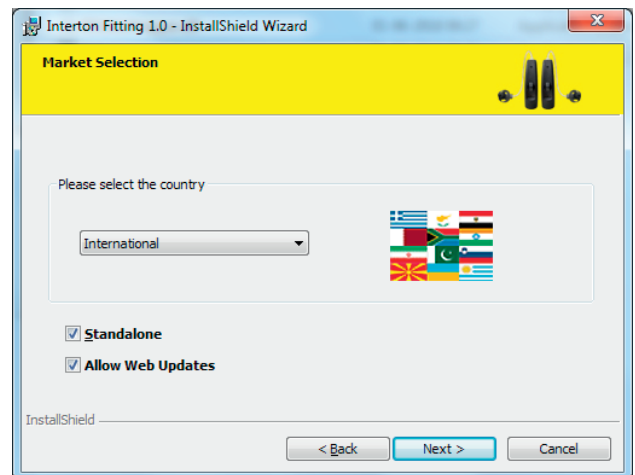 Interton Fitting 1.0 - InstallShield Wizard
Market Selection
Please select the country
International
Standalone
Allow Web Updates
InstallShield
< Back
Next >
Cancel